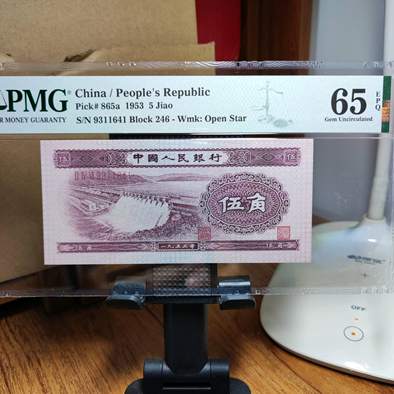 PMG
R MONEY GUARANTY
China / People's Republic
Pick# 865a 1953 5 Jiao
S/N 9311641 Block 246 - Wmk: Open Star
65 EPQ
Gem Uncirculated
中國人民銀行
伍角
一九五三年
OFF